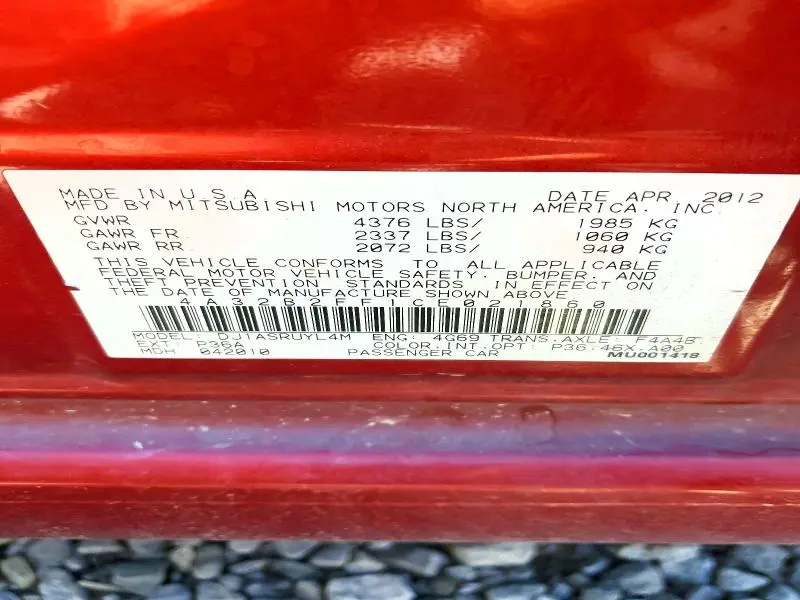 MADE IN U.S.A DATE APR 2012
MFD BY MITSUBISHI MOTORS NORTH AMERICA. INC.
GVWR 4376 LBS/ 1985 KG
GAWR FR 2337 LBS/ 1060 KG
GAWR RR 2072 LBS/ 940 KG
THIS VEHICLE CONFORMS TO ALL APPLICABLE
FEDERAL MOTOR VEHICLE SAFETY. BUMPER. AND
THEFT PREVENTION STANDARDS IN EFFECT ON
THE DATE OF MANUFACTURE SHOWN ABOVE
4A32B2FF1CE021860
MODEL: DJ1ASRUYL4M ENG: 4G69 TRANS.AXLE: F4A4B
EXT: P36A COLOR.INT.OPT: P36.46X.A00
MDH 042010 PASSENGER CAR MU001418